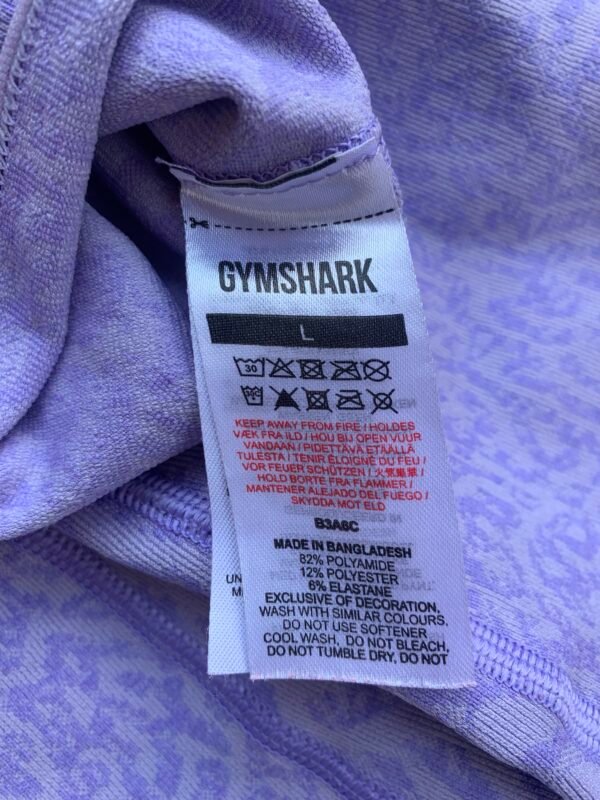 GYMSHARK
L
30
30°C
KEEP AWAY FROM FIRE / HOLDES
VÆK FRA ILD / HOU BIJ OPEN VUUR
VANDAAN / PIDETTÄVÄ ETÄÄLLÄ
TULESTA / TENIR ÉLOIGNÉ DU FEU /
VOR FEUER SCHÜTZEN / 火気厳禁 /
HOLD BORTE FRA FLAMMER /
MANTENER ALEJADO DEL FUEGO /
SKYDDA MOT ELD
B3A6C
MADE IN BANGLADESH
82% POLYAMIDE
12% POLYESTER
6% ELASTANE
EXCLUSIVE OF DECORATION.
WASH WITH SIMILAR COLOURS.
DO NOT USE SOFTENER
COOL WASH, DO NOT BLEACH,
DO NOT TUMBLE DRY, DO NOT
UN
M